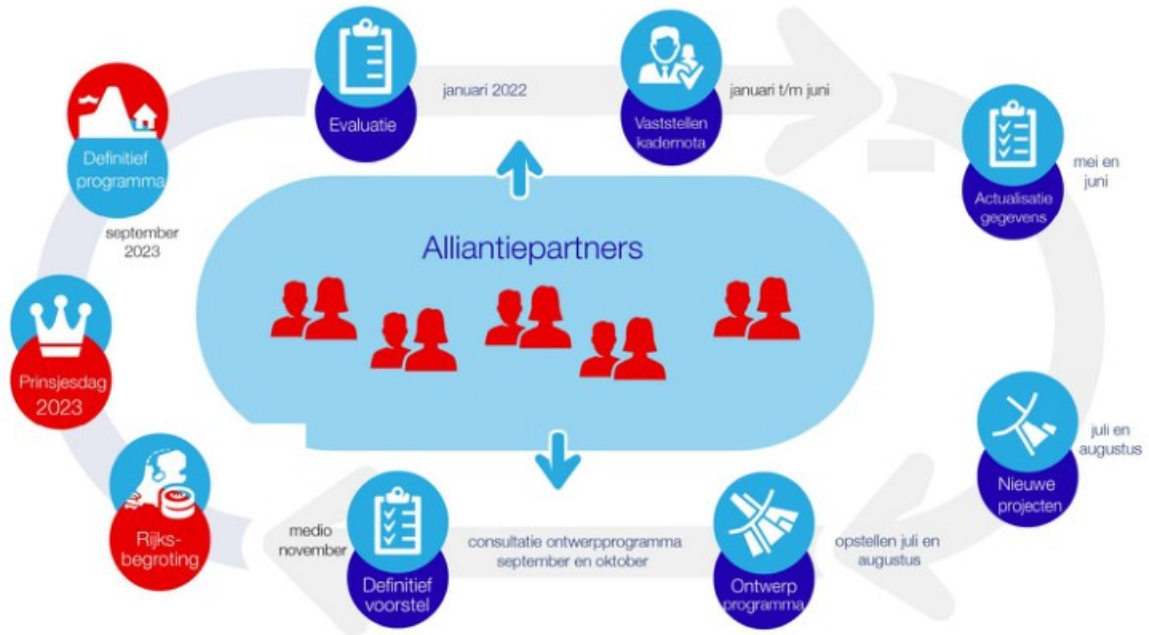 Evaluatie
januari 2022
Vaststellen
kadernota
januari t/m juni
Actualisatie
gegevens
mei en
juni
Nieuwe
projecten
juli en
augustus
opstellen juli en
augustus
Ontwerp
programma
consultatie ontwerpprogramma
september en oktober
Definitief
voorstel
medio
november
Rijks-
begroting
Prinsjesdag
2023
Definitief
programma
september
2023
Alliantiepartners